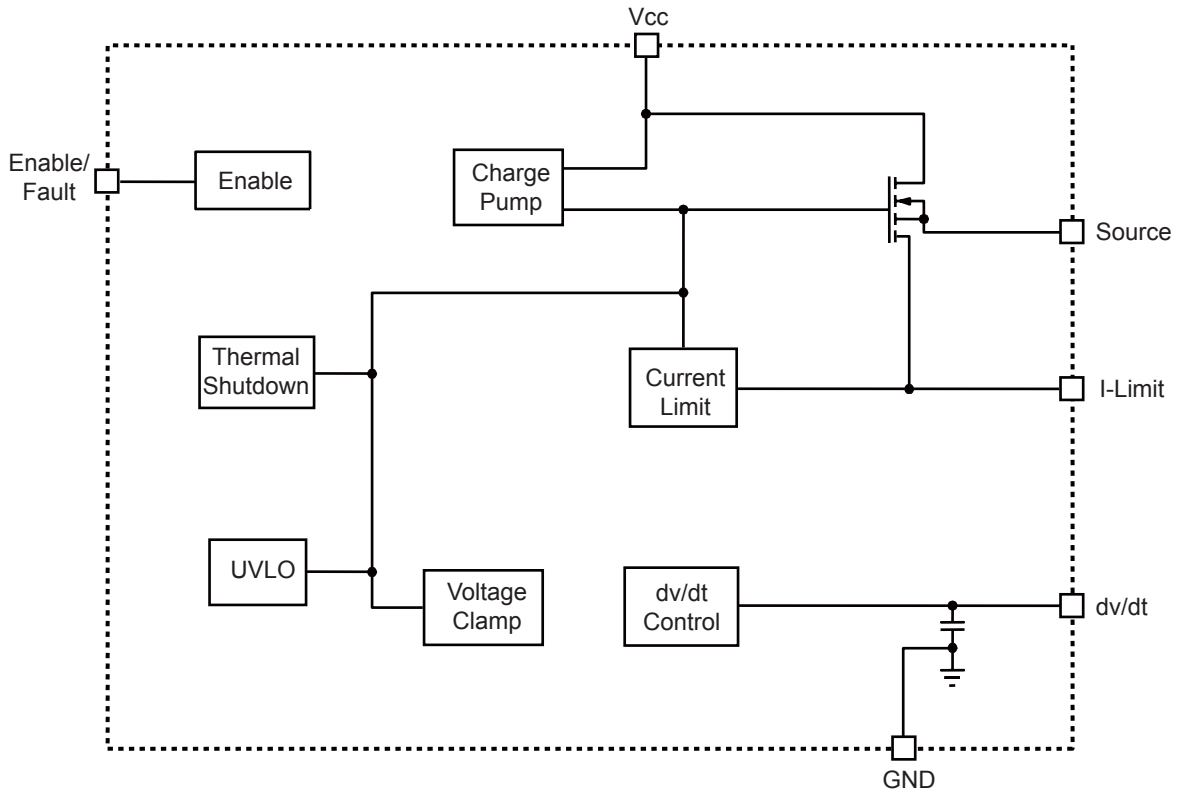 Vcc
Enable/
Fault
Enable
Charge
Pump
Source
Thermal
Shutdown
Current
Limit
I-Limit
UVLO
Voltage
Clamp
dv/dt
Control
dv/dt
GND